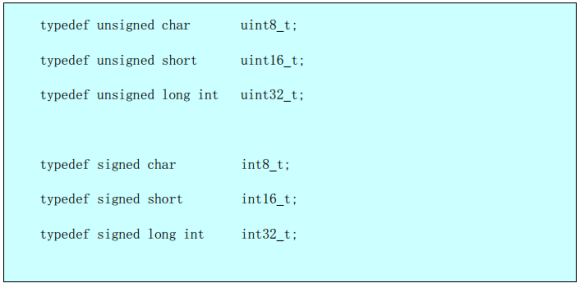 typedef unsigned char uint8_t;
typedef unsigned short uint16_t;
typedef unsigned long int uint32_t;
typedef signed char int8_t;
typedef signed short int16_t;
typedef signed long int int32_t;